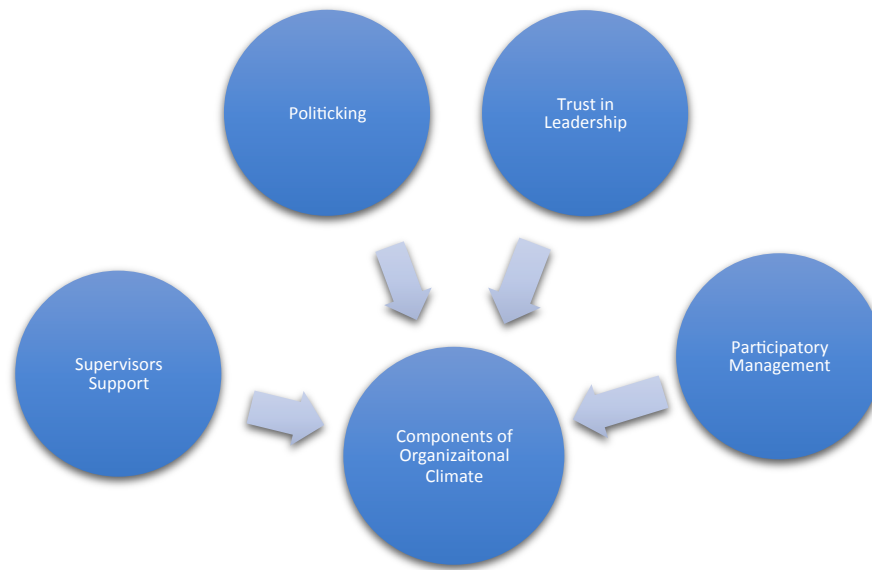 Politicking
Trust in
Leadership
Supervisors
Support
Participatory
Management
Components of
Organizaitonal
Climate